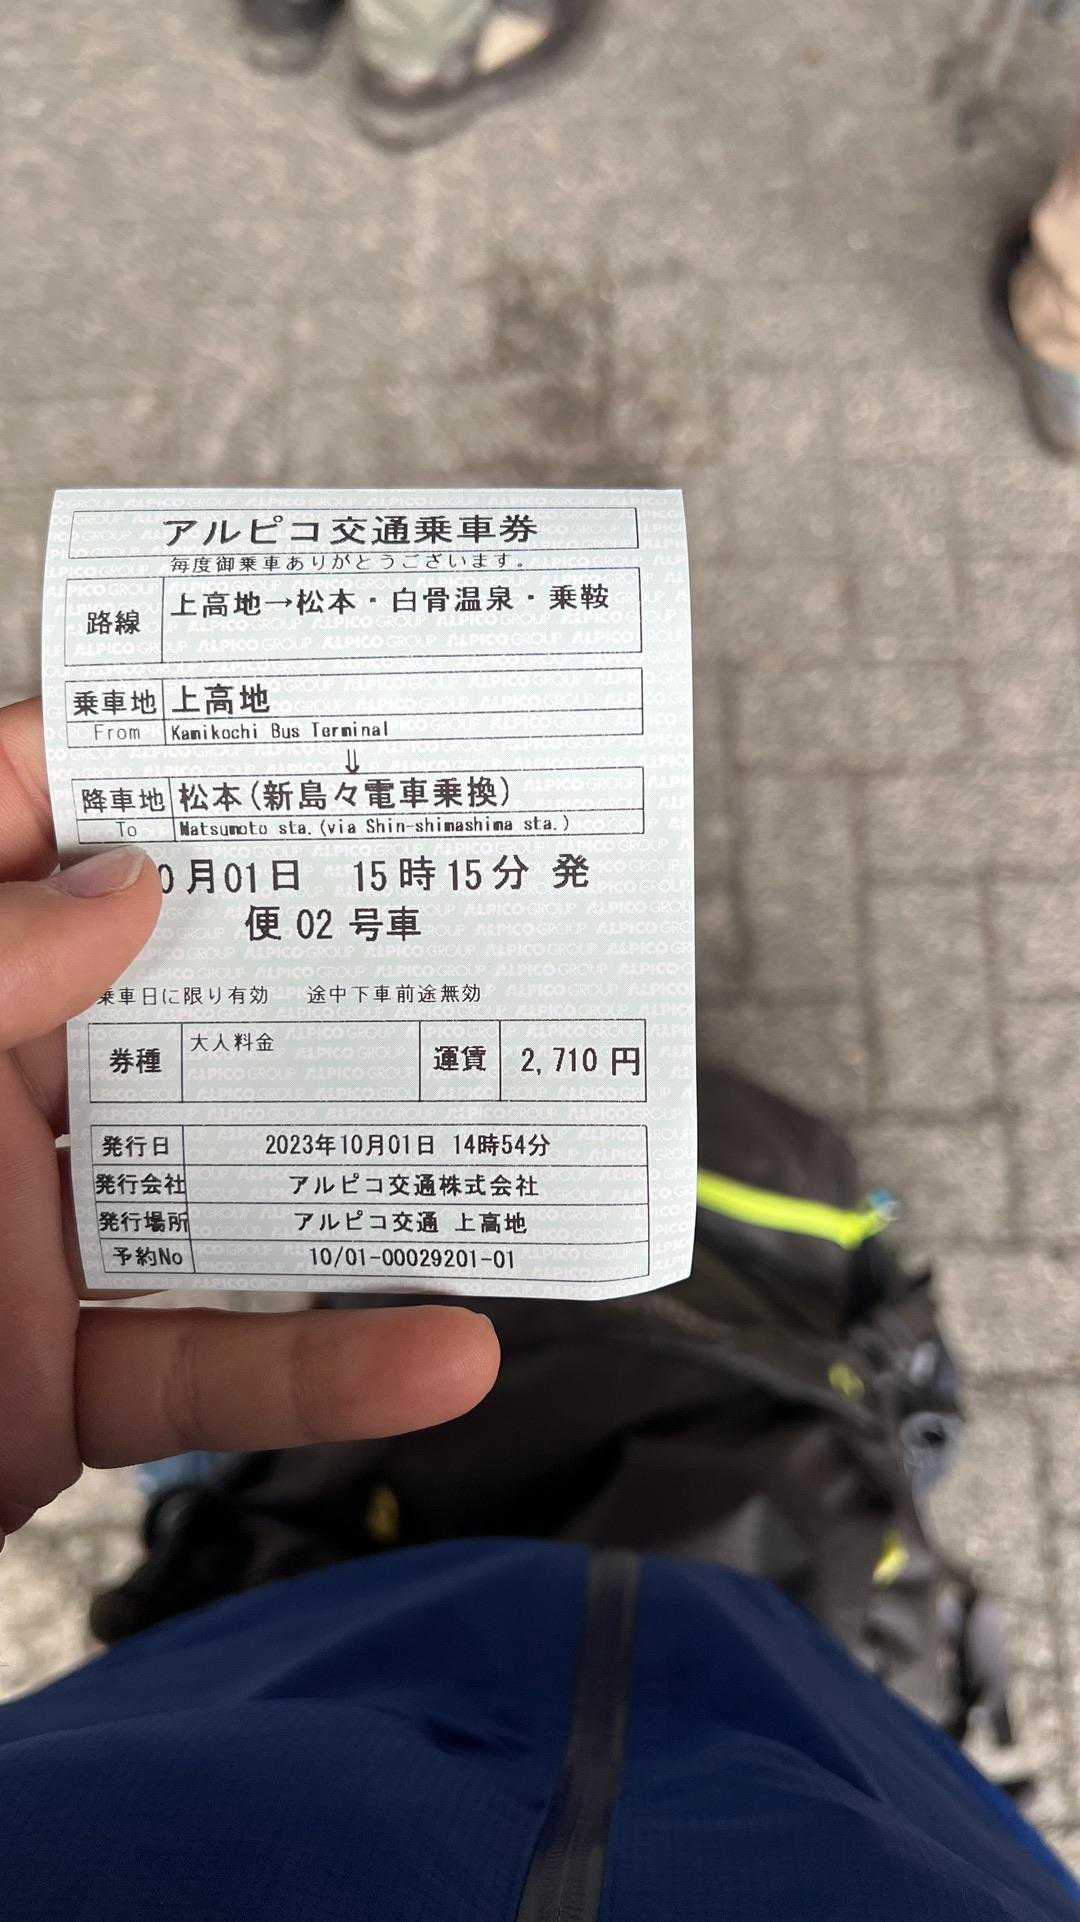 アルピコ交通乗車券
毎度御乗車ありがとうございます。
路線 上高地→松本・白骨温泉・乗鞍
乗車地 上高地
From Kamikochi Bus Terminal
⇓
降車地 松本(新島々電車乗換)
To Matsumoto sta.(via Shin-shimashima sta.)
0月01日 15時15分 発
便 02 号車
乗車日に限り有効 途中下車前途無効
券種 大人料金 運賃 2,710 円
発行日 2023年10月01日 14時54分
発行会社 アルピコ交通株式会社
発行場所 アルピコ交通 上高地
予約No 10/01-00029201-01